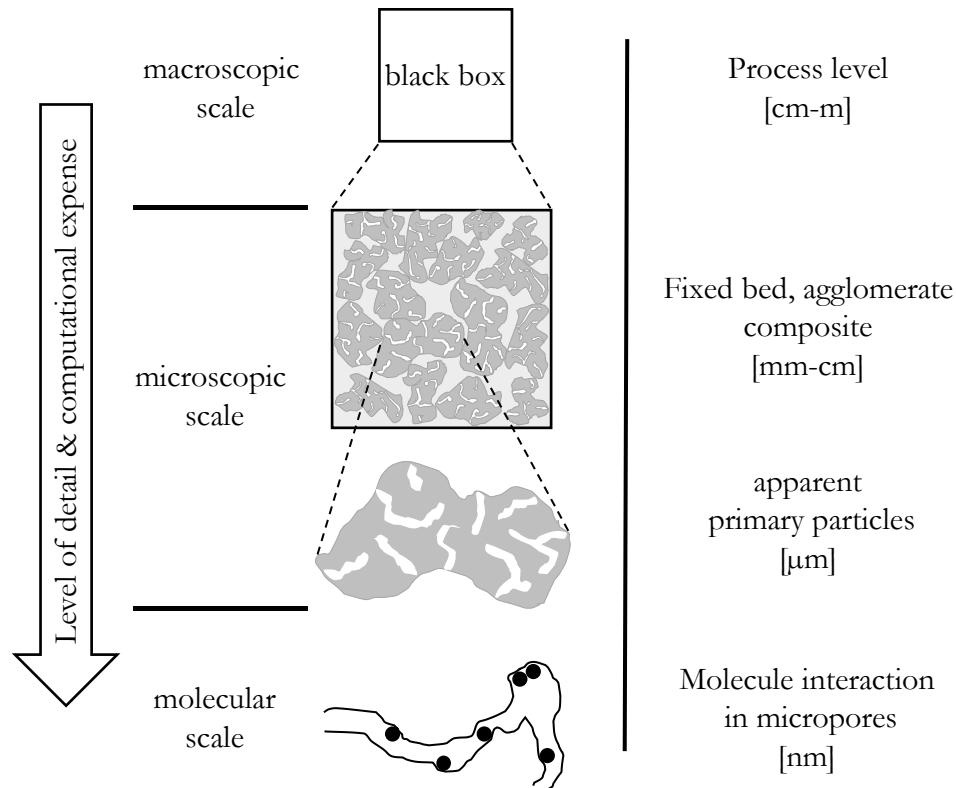 macroscopic
scale
black box
Process level
[cm-m]
Level of detail & computational expense
microscopic
scale
Fixed bed, agglomerate
composite
[mm-cm]
apparent
primary particles
[μm]
molecular
scale
Molecule interaction
in micropores
[nm]